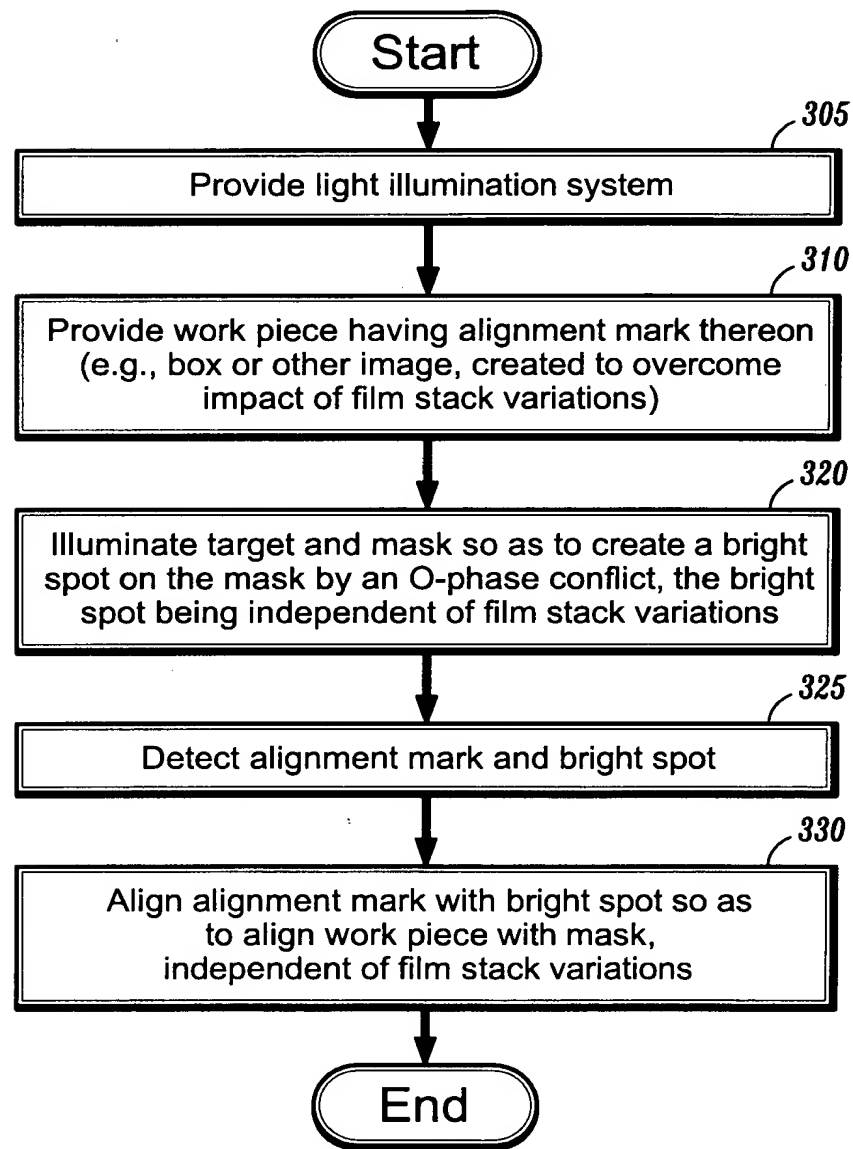 Start
305
Provide light illumination system
310
Provide work piece having alignment mark thereon
(e.g., box or other image, created to overcome
impact of film stack variations)
320
Illuminate target and mask so as to create a bright
spot on the mask by an O-phase conflict, the bright
spot being independent of film stack variations
325
Detect alignment mark and bright spot
330
Align alignment mark with bright spot so as
to align work piece with mask,
independent of film stack variations
End